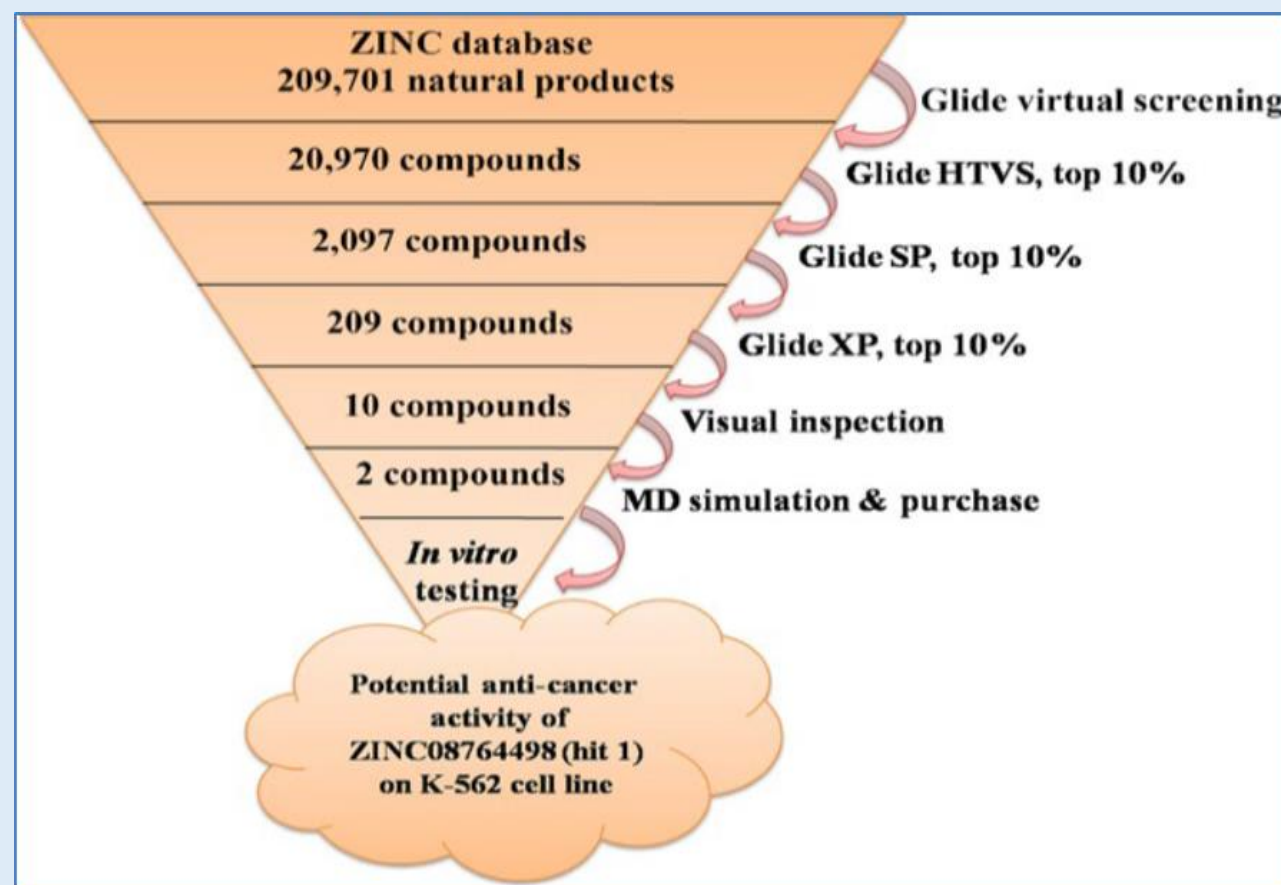 ZINC database
209,701 natural products
Glide virtual screening
20,970 compounds
Glide HTVS, top 10%
2,097 compounds
Glide SP, top 10%
209 compounds
Glide XP, top 10%
10 compounds
Visual inspection
2 compounds
MD simulation & purchase
In vitro
testing
Potential anti-cancer
activity of
ZINC08764498 (hit 1)
on K-562 cell line